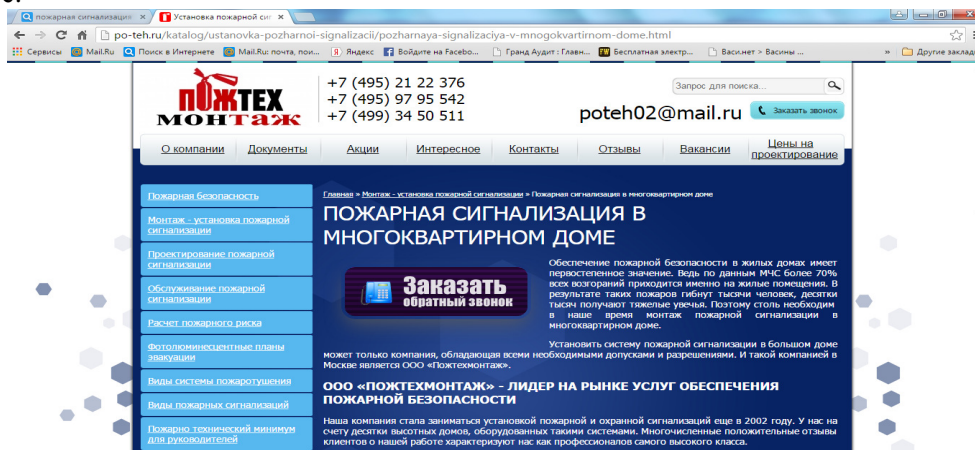 пожарная сигнализация
Установка пожарной сиг
po-teh.ru/katalog/ustanovka-pozharnoi-signalizacii/pozharnaya-signalizaciya-v-mnogokvartirnom-dome.html
Сервисы Mail.Ru Поиск в Интернете Mail.Ru: почта, пои... Яндекс Войдите на Facebo... Гранд Аудит : Главн... Бесплатная электр... Васи.нет > Васины ... » Другие заклад
ПОЖТЕХ
МОНТаж
+7 (495) 21 22 376
+7 (495) 97 95 542
+7 (499) 34 50 511
Запрос для поиска...
poteh02@mail.ru
Заказать звонок
О компании Документы Акции Интересное Контакты Отзывы Вакансии Цены на
проектирование
Пожарная безопасность
Монтаж - установка пожарной
сигнализации
Проектирование пожарной
сигнализации
Обслуживание пожарной
сигнализации
Расчет пожарного риска
Фотолюминесцентные планы
эвакуации
Виды системы пожаротушения
Виды пожарных сигнализаций
Пожарно технический минимум
для руководителей
Главная » Монтаж - установка пожарной сигнализации » Пожарная сигнализация в многоквартирном доме
ПОЖАРНАЯ СИГНАЛИЗАЦИЯ В
МНОГОКВАРТИРНОМ ДОМЕ
Заказать
обратный звонок
Обеспечение пожарной безопасности в жилых домах имеет
первостепенное значение. Ведь по данным МЧС более 70%
всех возгораний приходится именно на жилые помещения. В
результате таких пожаров гибнут тысячи человек, десятки
тысяч получают тяжелые увечья. Поэтому столь необходим
в наше время монтаж пожарной сигнализации в
многоквартирном доме.
Установить систему пожарной сигнализации в большом доме
может только компания, обладающая всеми необходимыми допусками и разрешениями. И такой компанией в
Москве является ООО «Пожтехмонтаж».
ООО «ПОЖТЕХМОНТАЖ» – ЛИДЕР НА РЫНКЕ УСЛУГ ОБЕСПЕЧЕНИЯ
ПОЖАРНОЙ БЕЗОПАСНОСТИ
Наша компания стала заниматься установкой пожарной и охранной сигнализаций еще в 2002 году. У нас на
счету десятки высотных домов, оборудованных такими системами. Многочисленные положительные отзывы
клиентов о нашей работе характеризуют нас как профессионалов самого высокого класса.